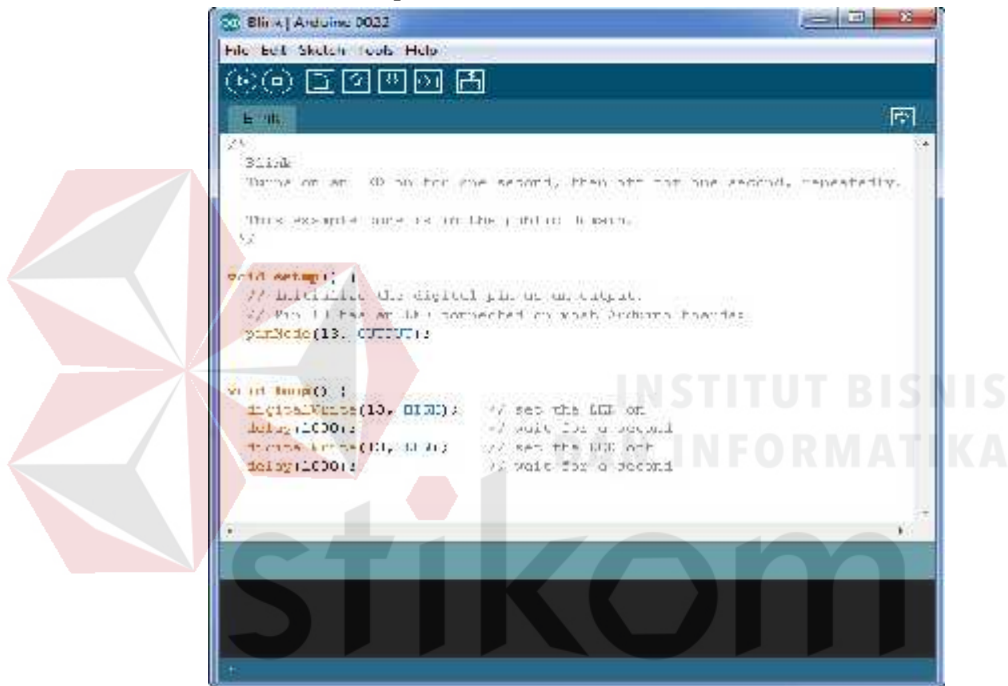 Blink | Arduino 0022
File Edit Sketch Tools Help
Blink
/*
Blink
Turns on an LED on for one second, then off for one second, repeatedly.
This example code is in the public domain.
*/
void setup() {
// initialize the digital pin as an output.
// Pin 13 has an LED connected on most Arduino boards:
pinMode(13, OUTPUT);
void loop() {
digitalWrite(13, HIGH); // set the LED on
delay(1000); // wait for a second
digitalWrite(13, LOW); // set the LED off
delay(1000); // wait for a second
INSTITUT BISNIS
DAN INFORMATIKA
stikom